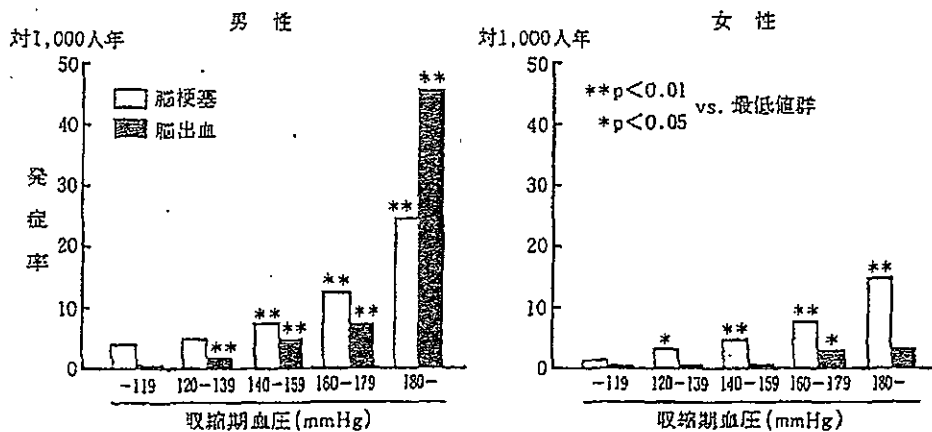 男性
対1,000人年
50
40
30
20
10
0
発症率
脳梗塞
脳出血
**
**
**
**
**
**
**
-119 120-139 140-159 160-179 180-
収縮期血圧(mmHg)
女性
対1,000人年
50
40
30
20
10
0
**p<0.01
*p<0.05
vs. 最低値群
*
**
**
*
**
-119 120-139 140-159 160-179 180-
収縮期血圧(mmHg)